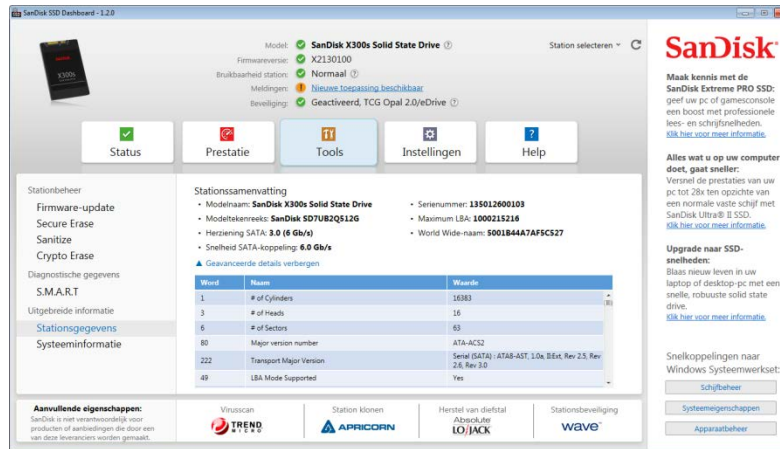 SanDisk SSD Dashboard - 1.2.0
X300s
Model: SanDisk X300s Solid State Drive
Firmwareversie: X2130100
Bruikbaarheid station: Normaal
Meldingen: Nieuwe toepassing beschikbaar
Beveiliging: Geactiveerd, TCG Opal 2.0/eDrive
Station selecteren
Status
Prestatie
Tools
Instellingen
Help
Stationbeheer
Firmware-update
Secure Erase
Sanitize
Crypto Erase
Diagnostische gegevens
S.M.A.R.T
Uitgebreide informatie
Stationsgegevens
Systeeminformatie
Stationssamenvatting
• Modelnaam: SanDisk X300s Solid State Drive
• Modeltekenreeks: SanDisk SD7UB2Q512G
• Herziening SATA: 3.0 (6 Gb/s)
• Snelheid SATA-koppeling: 6.0 Gb/s
• Serienummer: 135012600103
• Maximum LBA: 1000215216
• World Wide-naam: 5001B44A7AF5C527
Geavanceerde details verbergen
Word Naam Waarde
1 # of Cylinders 16383
3 # of Heads 16
6 # of Sectors 63
80 Major version number ATA-ACS2
222 Transport Major Version Serial (SATA) : ATA8-AST, 1.0a, II:Ext, Rev 2.5, Rev
2.6, Rev 3.0
49 LBA Mode Supported Yes
Aanvullende eigenschappen:
SanDisk is niet verantwoordelijk voor
producten of aanbiedingen die door een
van deze leveranciers worden gemaakt.
Virusscan
TREND
MICRO
Station klonen
APRICORN
Herstel van diefstal
Absolute
LO/JACK
Stationsbeveiliging
wave
SanDisk
Maak kennis met de
SanDisk Extreme PRO SSD:
geef uw pc of gamesconsole
een boost met professionele
lees- en schrijfsnelheden.
Klik hier voor meer informatie.
Alles wat u op uw computer
doet, gaat sneller:
Versnel de prestaties van uw
pc tot 28x ten opzichte van
een normale vaste schijf met
SanDisk Ultra® II SSD.
Klik hier voor meer informatie.
Upgrade naar SSD-
snelheden:
Blaas nieuw leven in uw
laptop of desktop-pc met een
snelle, robuuste solid state
drive.
Klik hier voor meer informatie.
Snelkoppelingen naar
Windows Systeemwerkset:
Schijfbeheer
Systeemeigenschappen
Apparaatbeheer